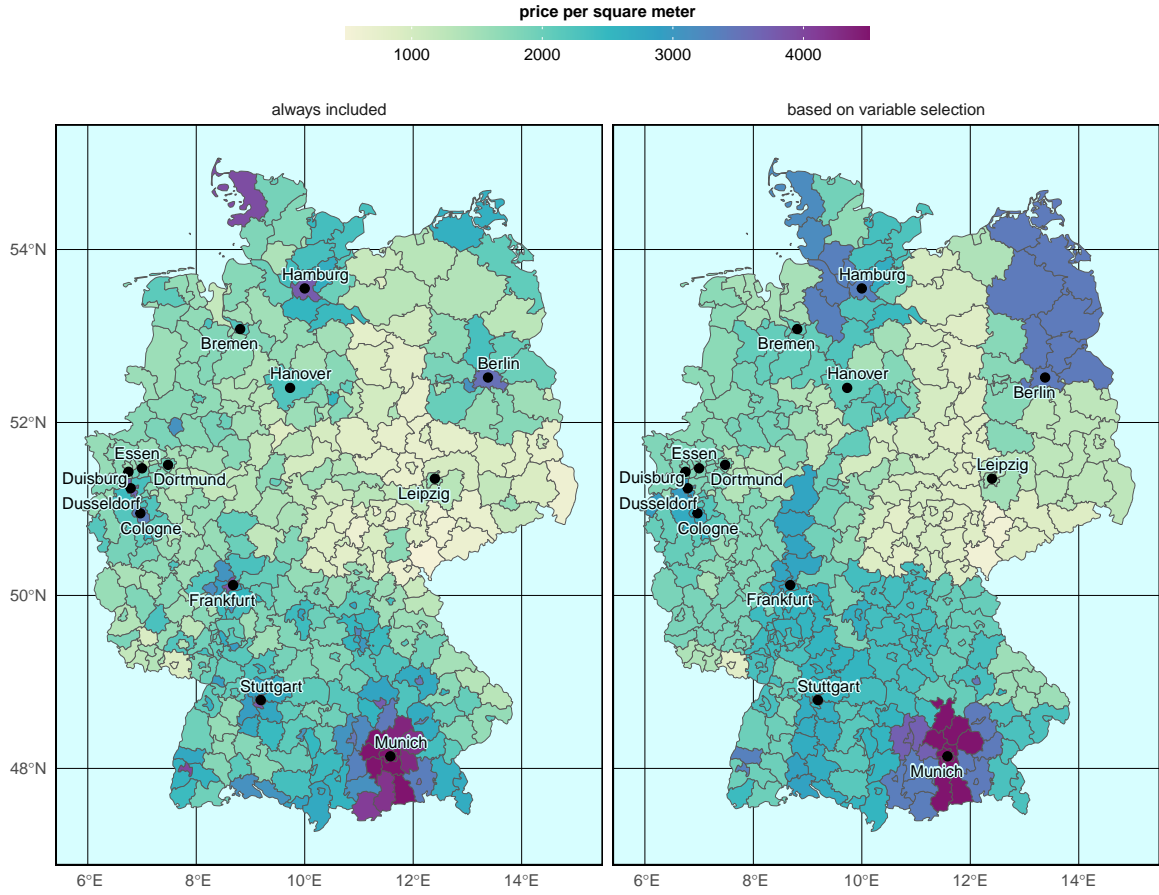 price per square meter
1000 2000 3000 4000
always included based on variable selection
54°N
52°N
50°N
48°N
Hamburg
Bremen
Berlin
Hanover
Essen
Duisburg
Dortmund
Dusseldorf
Leipzig
Cologne
Frankfurt
Stuttgart
Munich
Hamburg
Bremen
Hanover
Berlin
Essen
Leipzig
Duisburg
Dortmund
Dusseldorf
Cologne
Frankfurt
Stuttgart
Munich
6°E 8°E 10°E 12°E 14°E 6°E 8°E 10°E 12°E 14°E